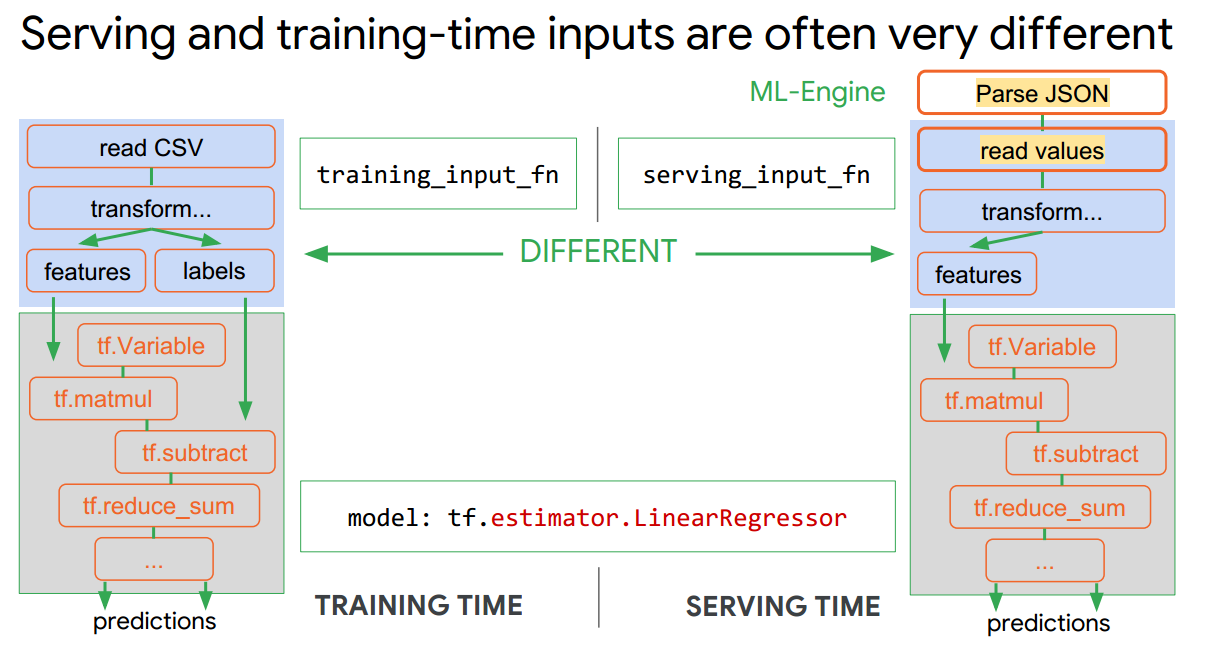 Serving and training-time inputs are often very different
read CSV
transform...
features
labels
tf.Variable
tf.matmul
tf.subtract
tf.reduce_sum
...
predictions
training_input_fn
serving_input_fn
DIFFERENT
model: tf.estimator.LinearRegressor
TRAINING TIME
SERVING TIME
ML-Engine
Parse JSON
read values
transform...
features
tf.Variable
tf.matmul
tf.subtract
tf.reduce_sum
...
predictions